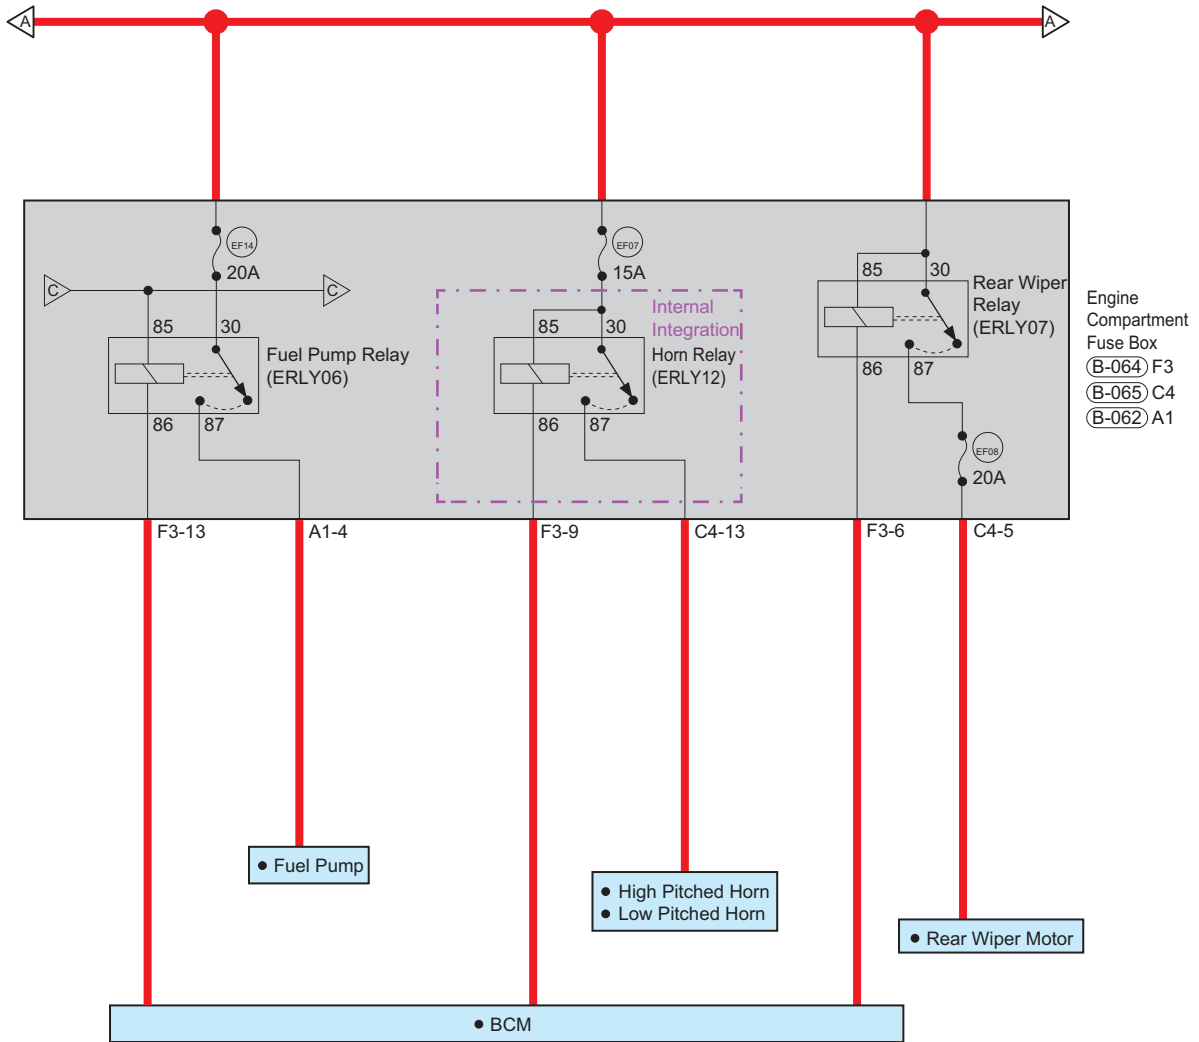 A
A
EF14
20A
EF07
15A
C
C
85
30
Fuel Pump Relay
(ERLY06)
86
87
Internal
Integration
85
30
Horn Relay
(ERLY12)
86
87
85
30
Rear Wiper
Relay
(ERLY07)
86
87
EF08
20A
Engine
Compartment
Fuse Box
B-064 F3
B-065 C4
B-062 A1
F3-13
A1-4
F3-9
C4-13
F3-6
C4-5
• Fuel Pump
• High Pitched Horn
• Low Pitched Horn
• Rear Wiper Motor
• BCM